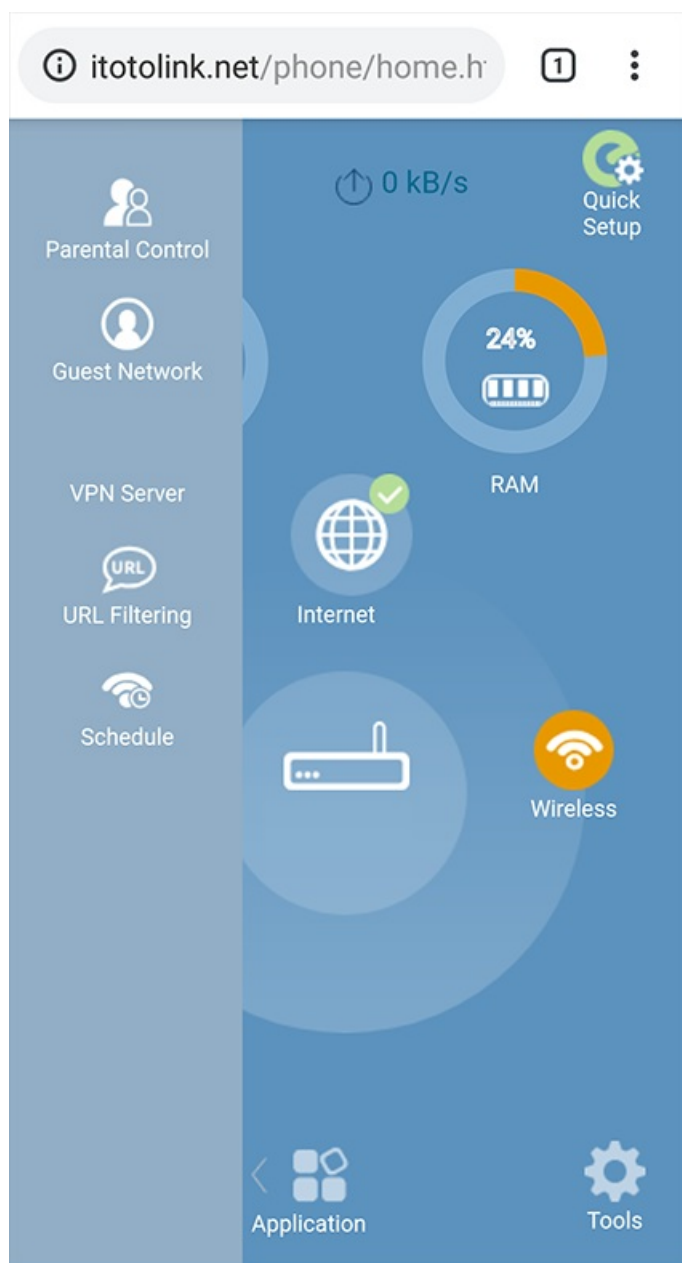 itotolink.net/phone/home.h
1
Parental Control
Guest Network
VPN Server
URL
URL Filtering
Schedule
0 kB/s
Quick
Setup
24%
RAM
Internet
Wireless
Application
Tools